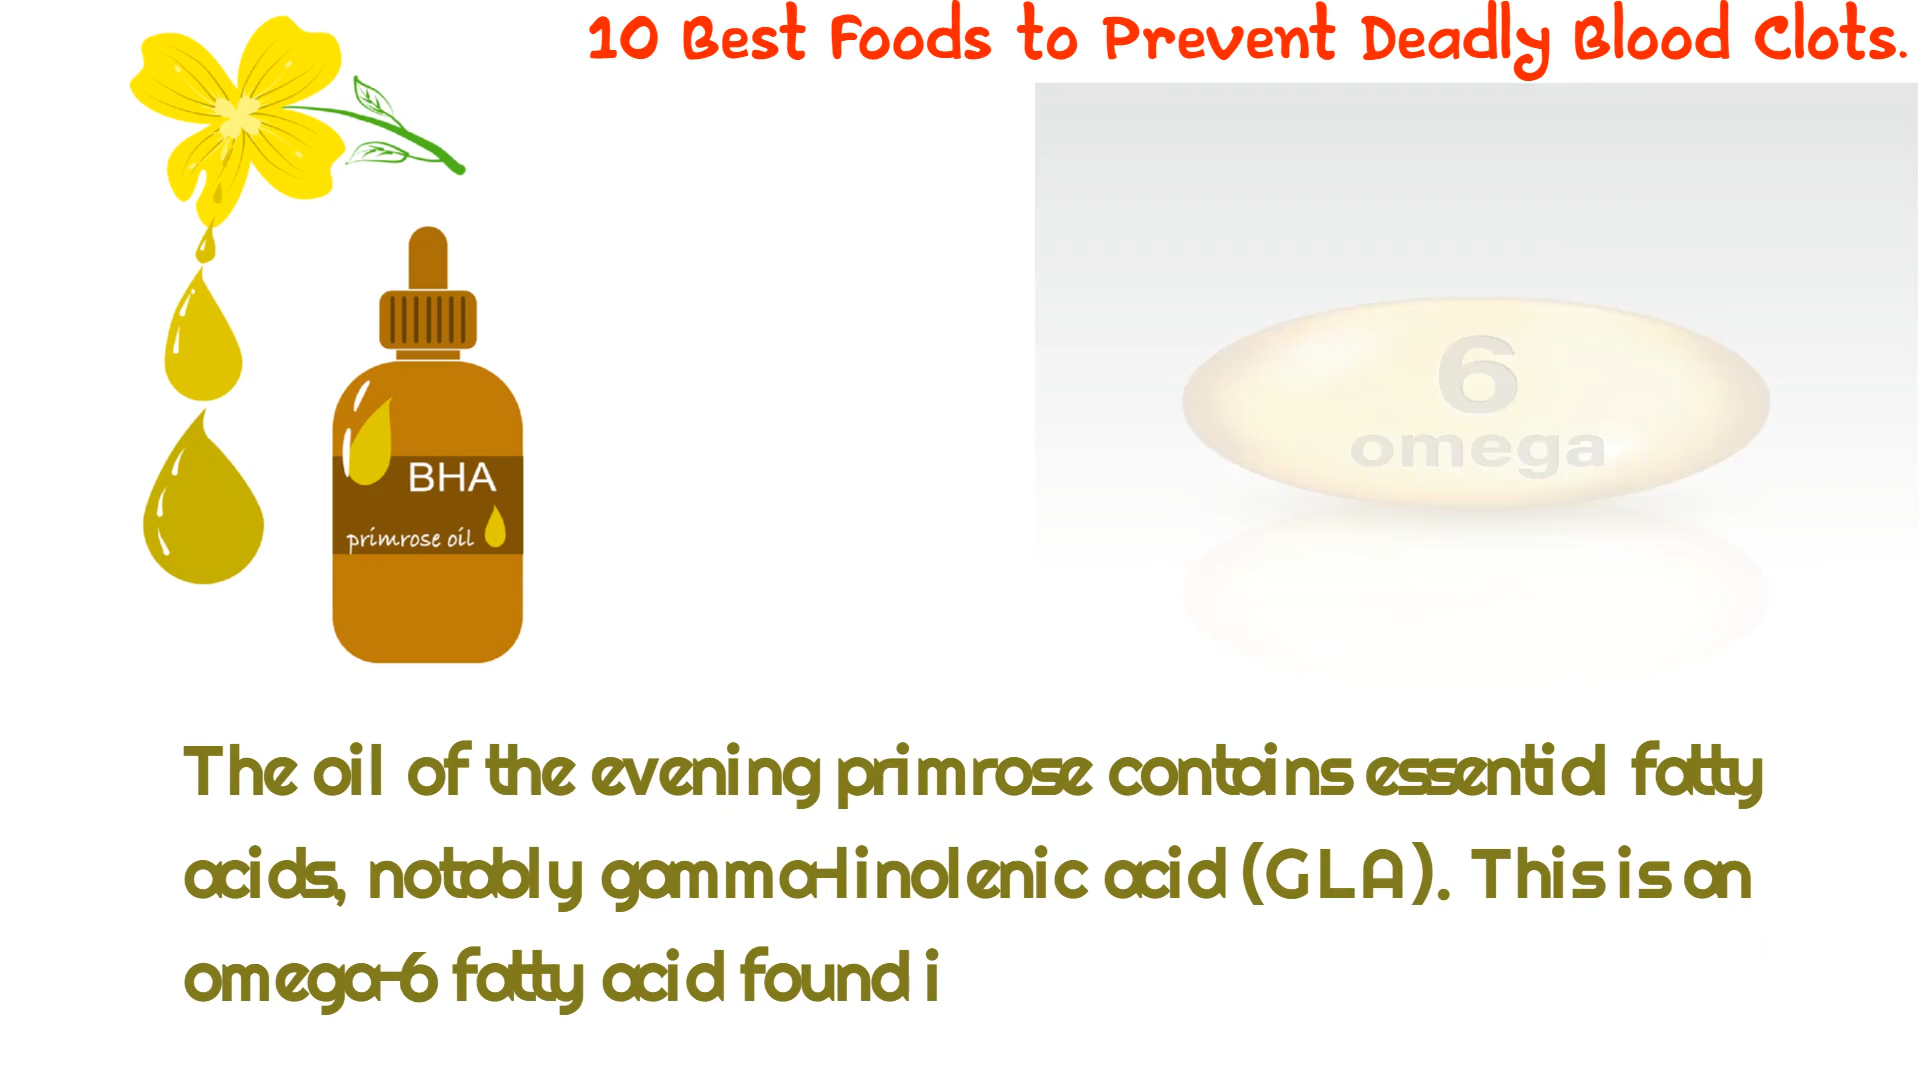 10 Best Foods to Prevent Deadly Blood Clots.
BHA
primrose oil
6
omega
The oil of the evening primrose contains essential fatty
acids, notably gamma-linolenic acid (GLA). This is an
omega-6 fatty acid found i